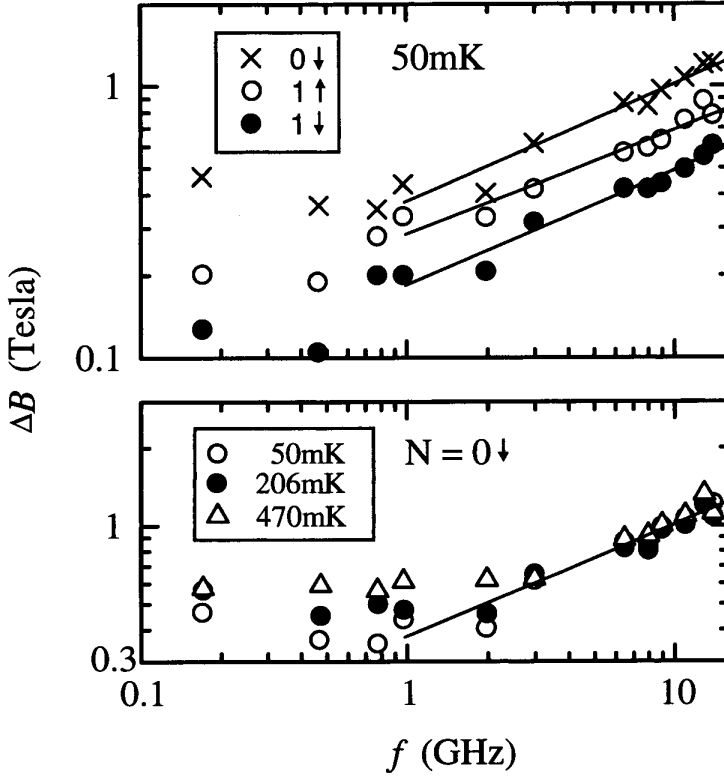 × 0↓
○ 1↑
● 1↓
50mK
1
0.1
ΔB (Tesla)
○ 50mK
● 206mK
△ 470mK
N = 0↓
1
0.3
0.1
1
10
f (GHz)